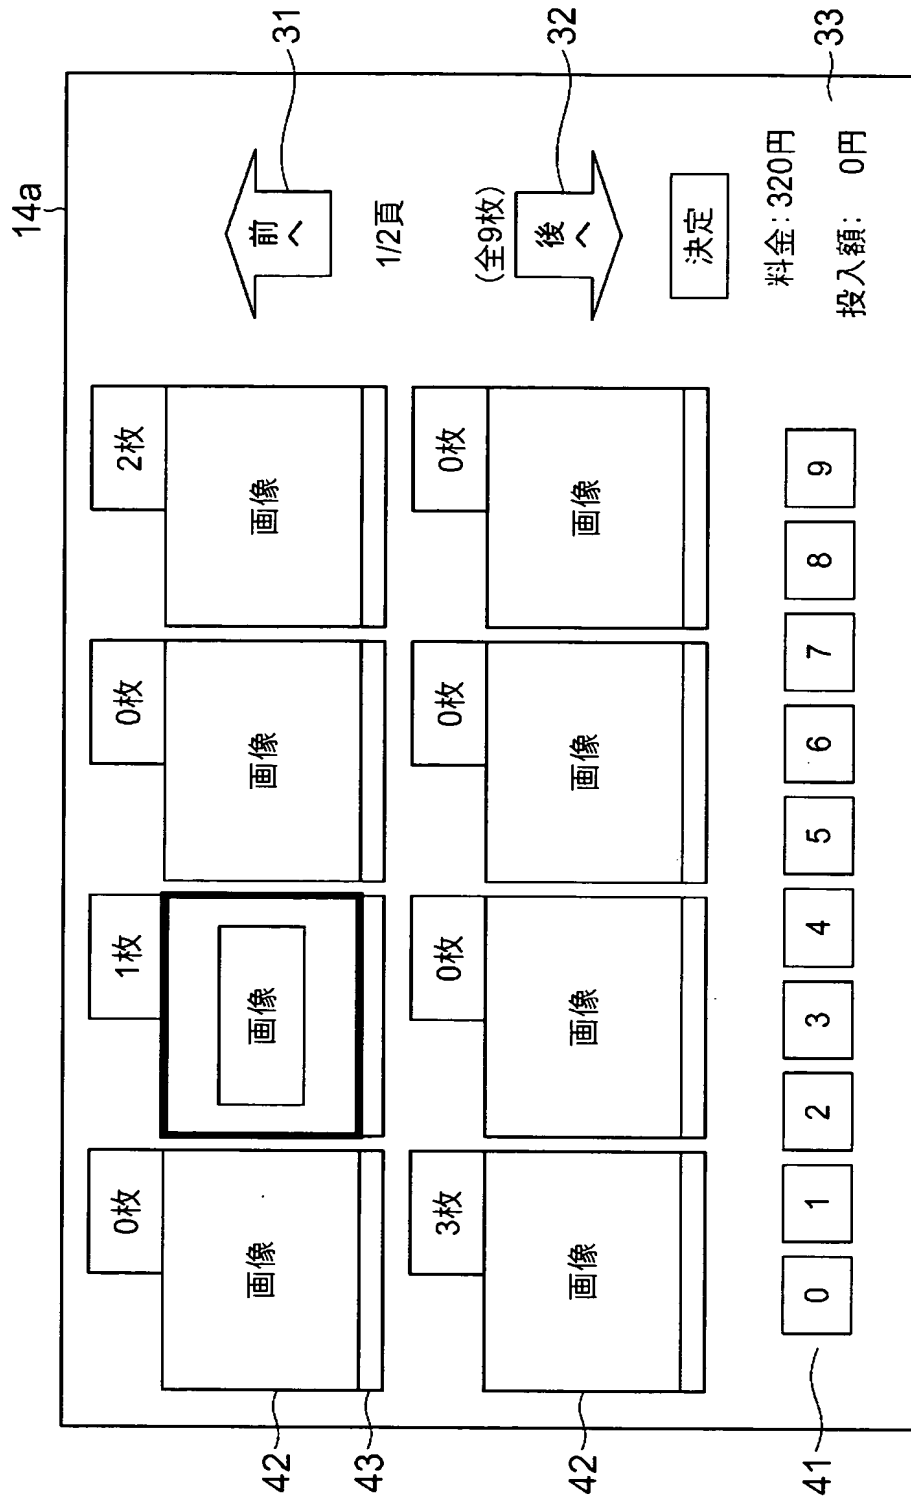 14a
0枚
1枚
0枚
2枚
画像
画像
画像
画像
前へ
31
1/2頁
42
43
3枚
0枚
0枚
0枚
画像
画像
画像
画像
(全9枚)
後へ
32
42
決定
料金:320円
投入額: 0円
33
0 1 2 3 4 5 6 7 8 9
41